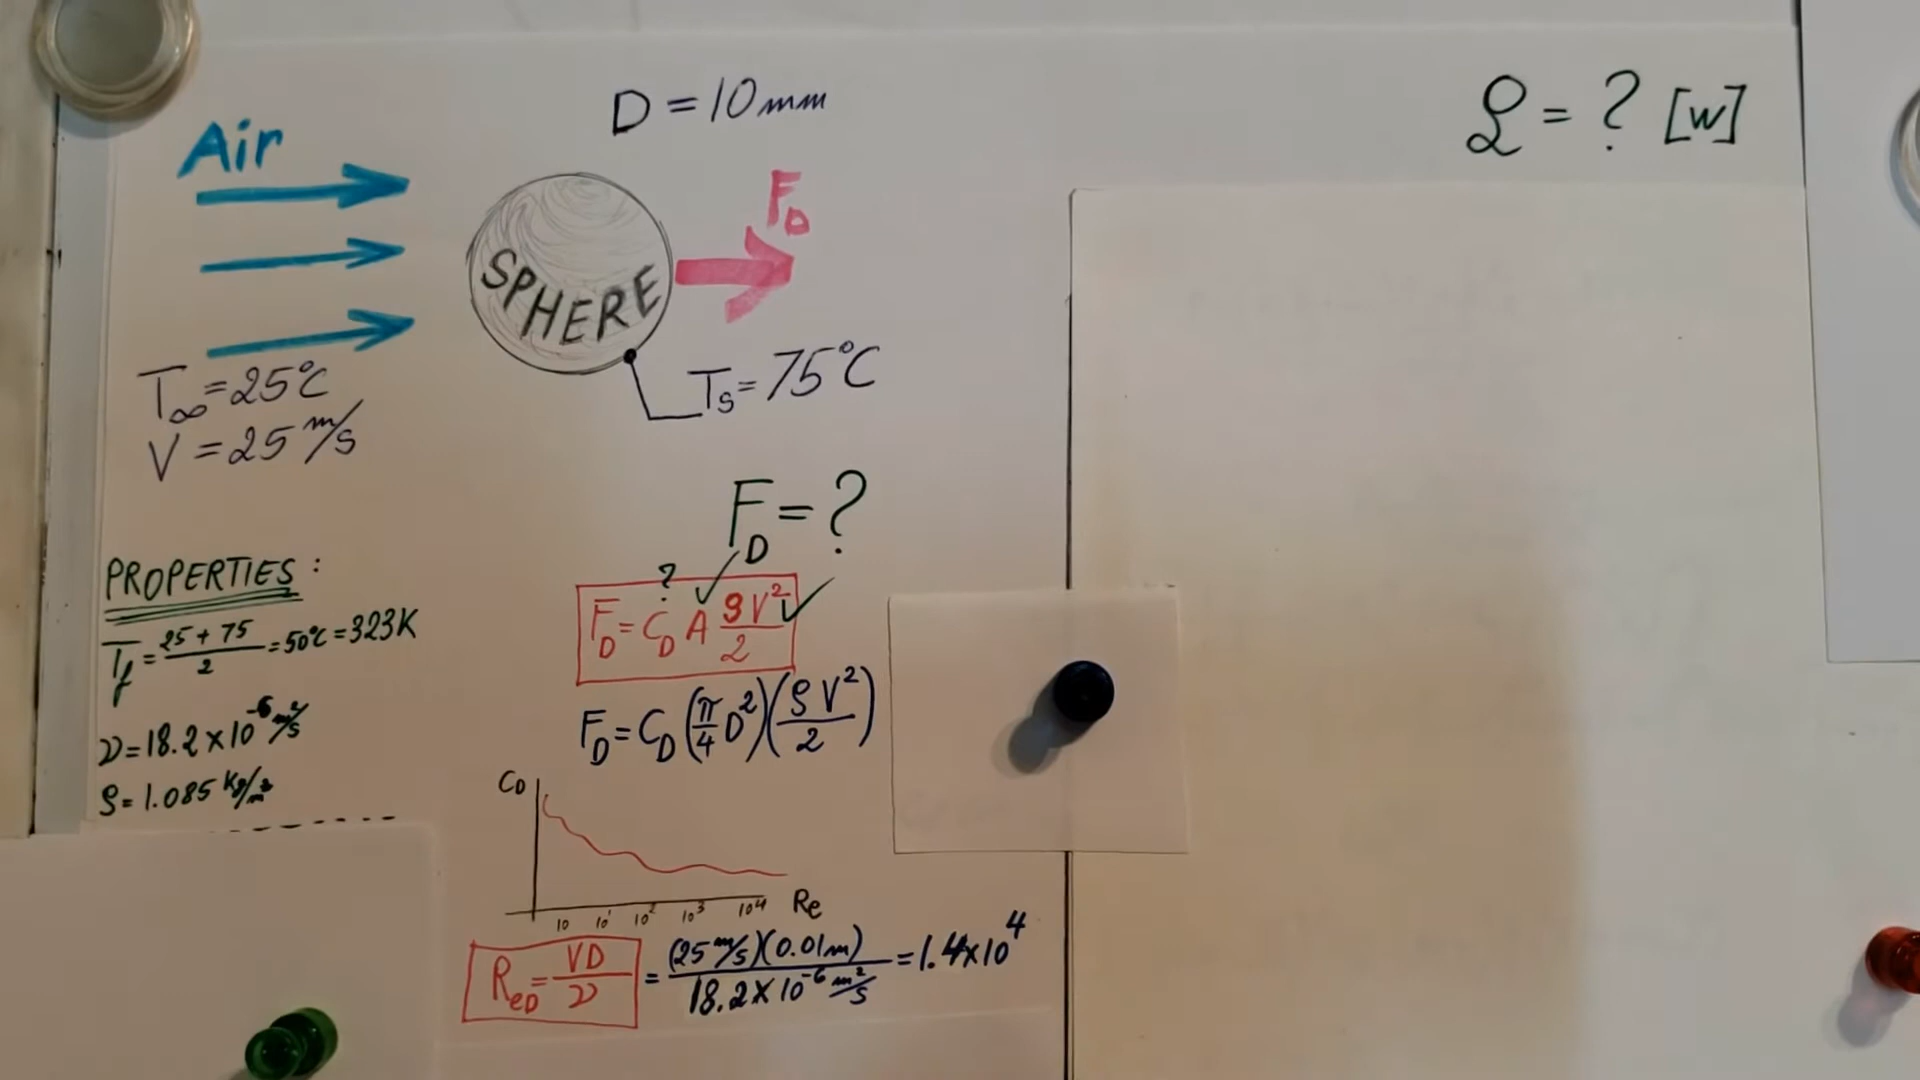 D = 10mm
Air
F_D
SPHERE
T_s = 75°C
T_∞ = 25°C
V = 25 m/s
F_D = ?
PROPERTIES :
T_f = (25 + 75)/2 = 50°C = 323K
ν = 18.2 × 10^-6 m²/s
ρ = 1.085 Kg/m³
?
F_D = C_D A ρV²/2
F_D = C_D (π/4 D²)(ρV²/2)
C_D
10 10^1 10² 10³ 10⁴ Re
Re_D = VD/ν = (25 m/s)(0.01m)/(18.2 × 10^-6 m²/s) = 1.4×10⁴
Q = ? [W]